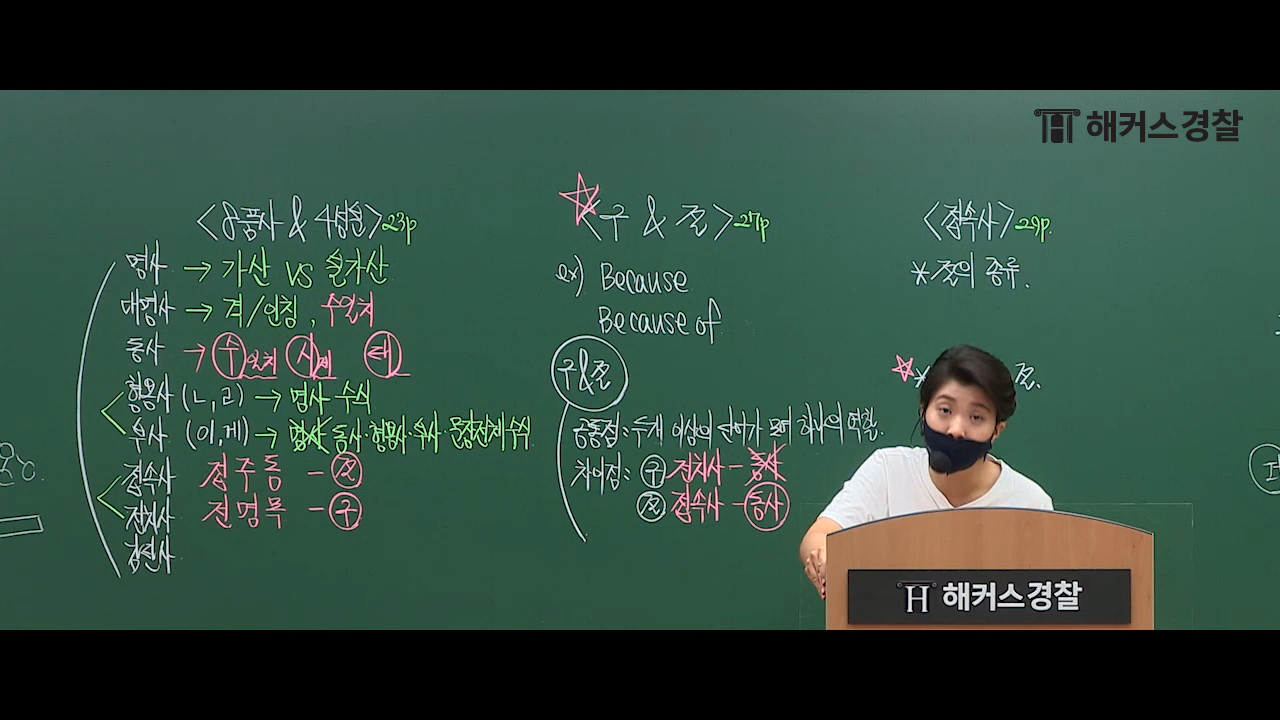 해커스경찰
<8품사 & 4성분> 23p
명사 → 가산 vs 불가산
대명사 → 격/인칭, 수일치
동사 → 수일치 시제 태
형용사 (ㄴ, ㄹ) → 명사 수식
부사 (이, 게) → 명사 동사·형용사·부사·문장전체 수식
접속사 접주동 - 절
전치사 전명목 - 구
감탄사
☆<구 & 절> 27p
ex) Because
Because of
구&절
공통점: 두개 이상의 단어가 모여 하나의 역할.
차이점: 구 전치사 - 동사
절 접속사 - 동사
<접속사> 29p.
* 절의 종류.
☆* 절.
해커스경찰